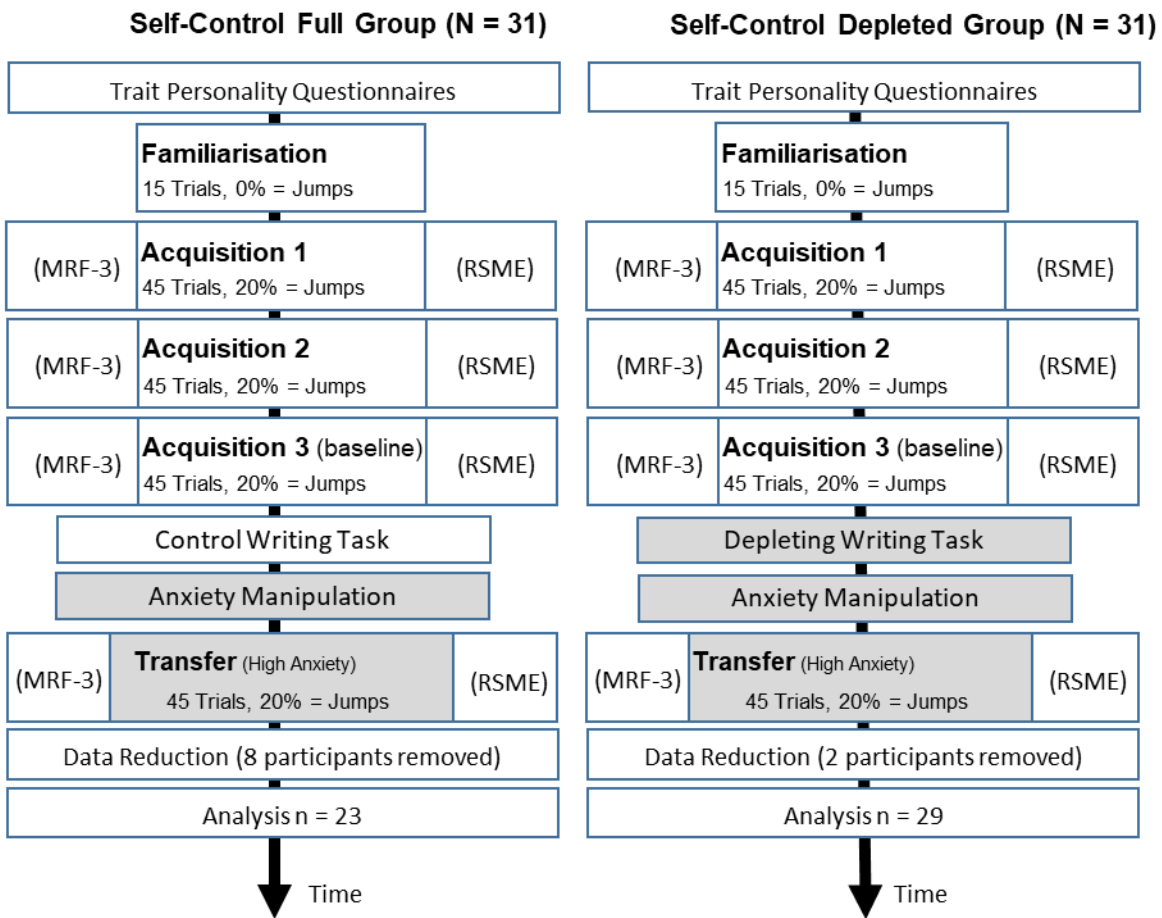 Self-Control Full Group (N = 31)
Trait Personality Questionnaires
Familiarisation
15 Trials, 0% = Jumps
(MRF-3)
Acquisition 1
45 Trials, 20% = Jumps
(RSME)
(MRF-3)
Acquisition 2
45 Trials, 20% = Jumps
(RSME)
(MRF-3)
Acquisition 3 (baseline)
45 Trials, 20% = Jumps
(RSME)
Control Writing Task
Anxiety Manipulation
(MRF-3)
Transfer (High Anxiety)
45 Trials, 20% = Jumps
(RSME)
Data Reduction (8 participants removed)
Analysis n = 23
Time
Self-Control Depleted Group (N = 31)
Trait Personality Questionnaires
Familiarisation
15 Trials, 0% = Jumps
(MRF-3)
Acquisition 1
45 Trials, 20% = Jumps
(RSME)
(MRF-3)
Acquisition 2
45 Trials, 20% = Jumps
(RSME)
(MRF-3)
Acquisition 3 (baseline)
45 Trials, 20% = Jumps
(RSME)
Depleting Writing Task
Anxiety Manipulation
(MRF-3)
Transfer (High Anxiety)
45 Trials, 20% = Jumps
(RSME)
Data Reduction (2 participants removed)
Analysis n = 29
Time